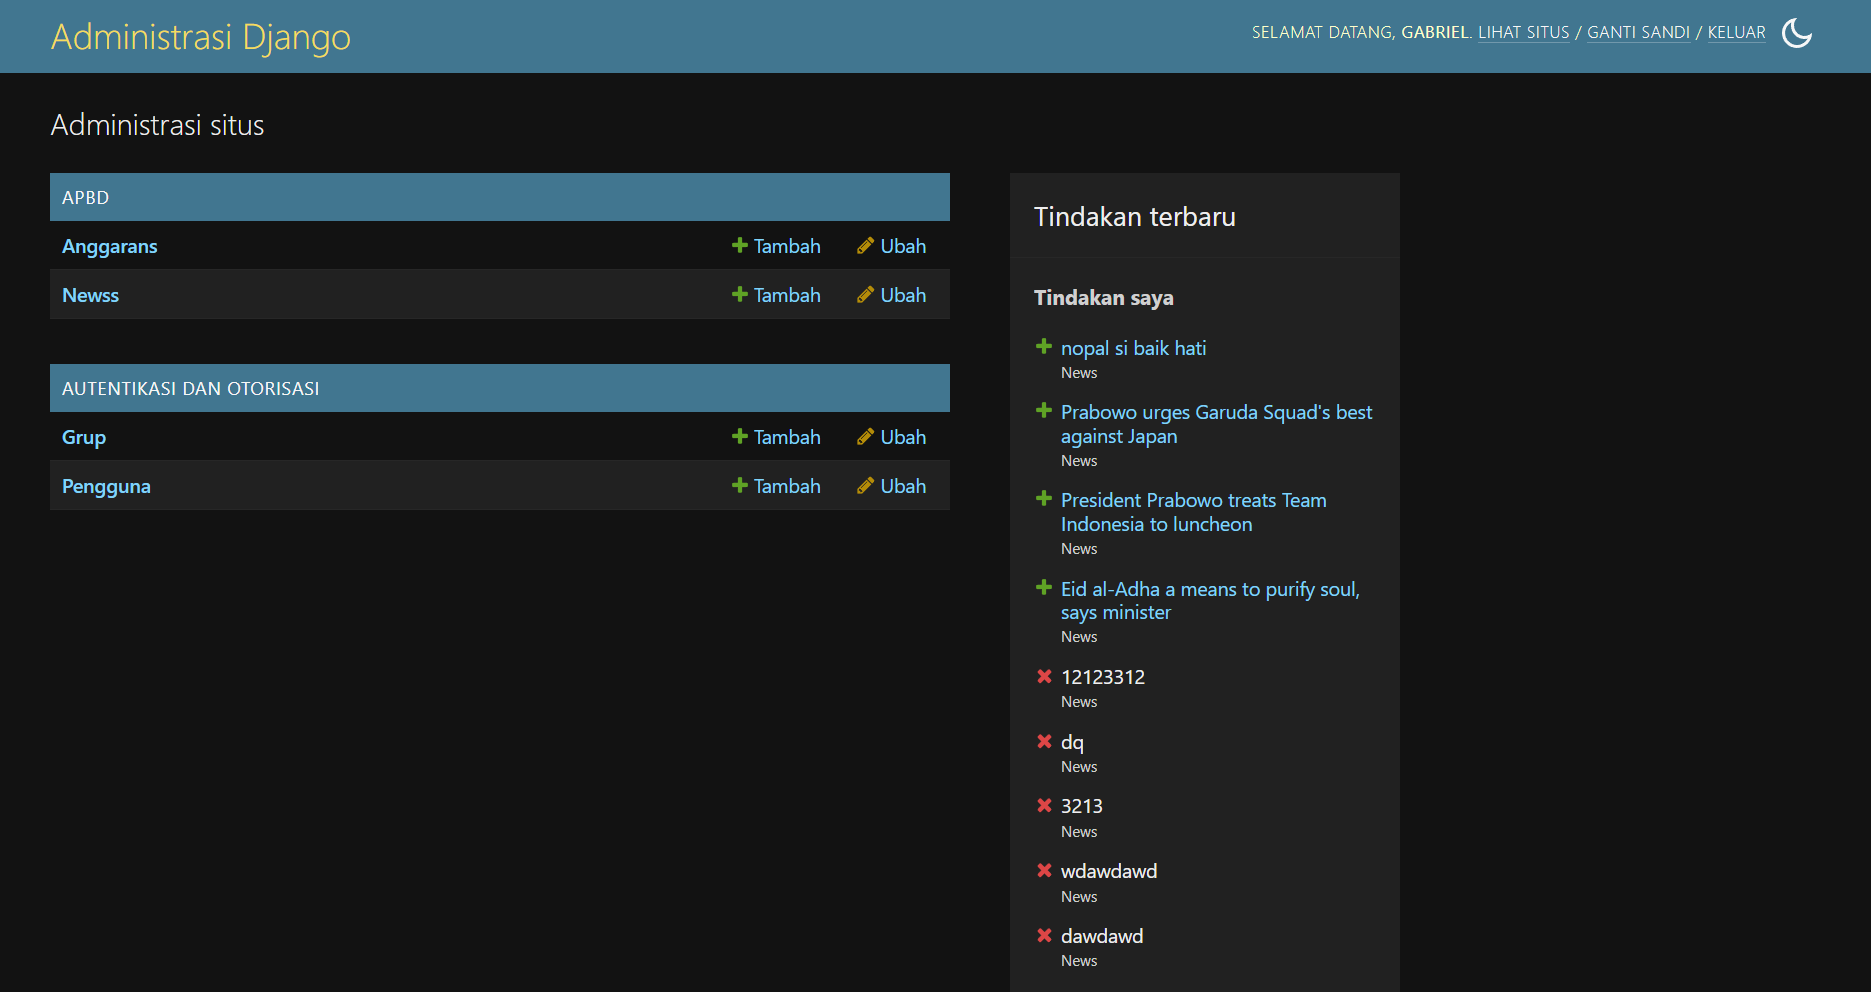 Administrasi Django
SELAMAT DATANG, GABRIEL. LIHAT SITUS / GANTI SANDI / KELUAR
Administrasi situs
APBD
Anggarans Tambah Ubah
Newss Tambah Ubah
AUTENTIKASI DAN OTORISASI
Grup Tambah Ubah
Pengguna Tambah Ubah
Tindakan terbaru
Tindakan saya
nopal si baik hati
News
Prabowo urges Garuda Squad's best
against Japan
News
President Prabowo treats Team
Indonesia to luncheon
News
Eid al-Adha a means to purify soul,
says minister
News
12123312
News
dq
News
3213
News
wdawdawd
News
dawdawd
News